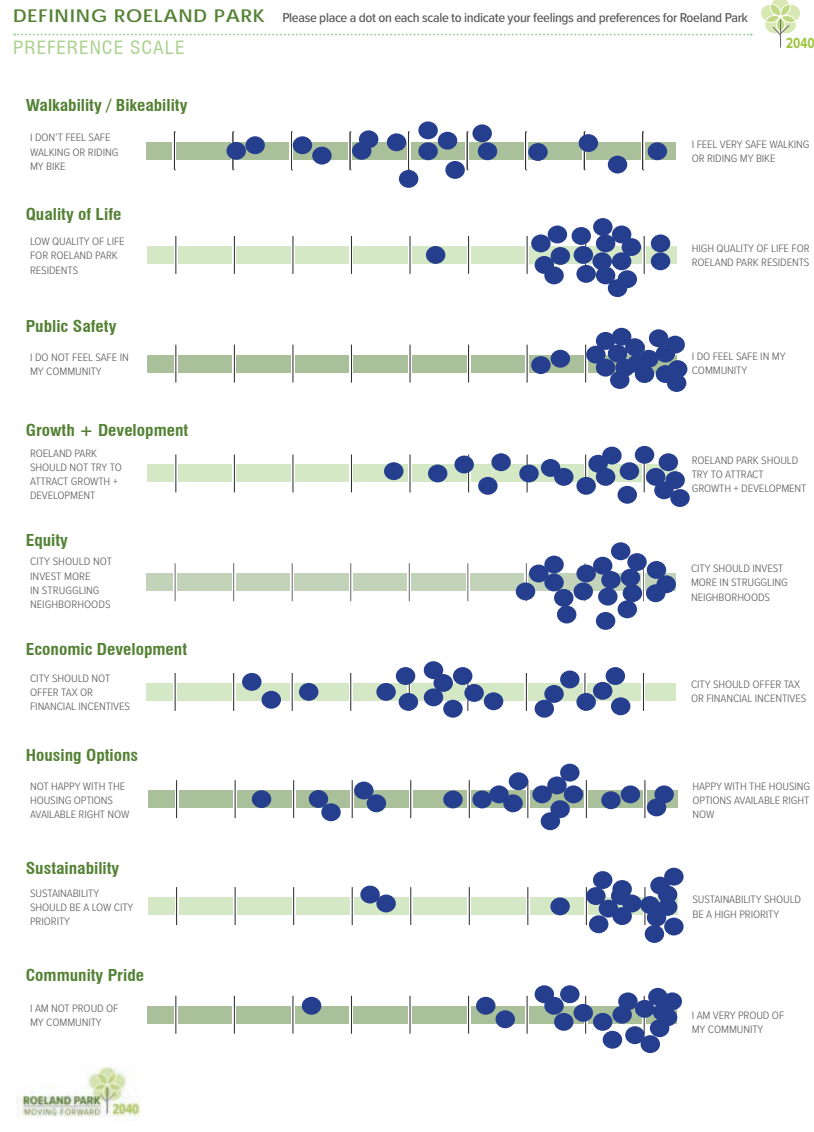 DEFINING ROELAND PARK Please place a dot on each scale to indicate your feelings and preferences for Roeland Park
2040
PREFERENCE SCALE
Walkability / Bikeability
I DON'T FEEL SAFE
WALKING OR RIDING
MY BIKE
I FEEL VERY SAFE WALKING
OR RIDING MY BIKE
Quality of Life
LOW QUALITY OF LIFE
FOR ROELAND PARK
RESIDENTS
HIGH QUALITY OF LIFE FOR
ROELAND PARK RESIDENTS
Public Safety
I DO NOT FEEL SAFE IN
MY COMMUNITY
I DO FEEL SAFE IN MY
COMMUNITY
Growth + Development
ROELAND PARK
SHOULD NOT TRY TO
ATTRACT GROWTH +
DEVELOPMENT
ROELAND PARK SHOULD
TRY TO ATTRACT
GROWTH + DEVELOPMENT
Equity
CITY SHOULD NOT
INVEST MORE
IN STRUGGLING
NEIGHBORHOODS
CITY SHOULD INVEST
MORE IN STRUGGLING
NEIGHBORHOODS
Economic Development
CITY SHOULD NOT
OFFER TAX OR
FINANCIAL INCENTIVES
CITY SHOULD OFFER TAX
OR FINANCIAL INCENTIVES
Housing Options
NOT HAPPY WITH THE
HOUSING OPTIONS
AVAILABLE RIGHT NOW
HAPPY WITH THE HOUSING
OPTIONS AVAILABLE RIGHT
NOW
Sustainability
SUSTAINABILITY
SHOULD BE A LOW CITY
PRIORITY
SUSTAINABILITY SHOULD
BE A HIGH PRIORITY
Community Pride
I AM NOT PROUD OF
MY COMMUNITY
I AM VERY PROUD OF
MY COMMUNITY
ROELAND PARK
MOVING FORWARD 2040